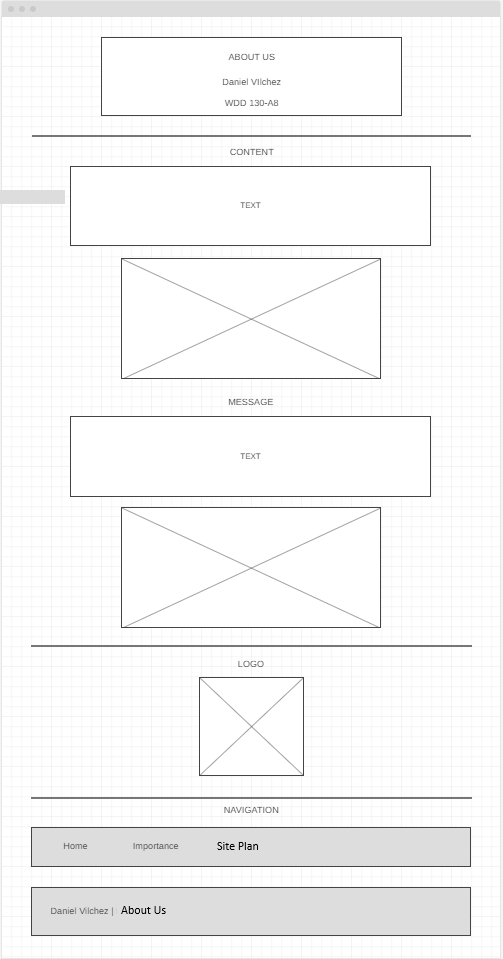 ABOUT US
Daniel VIlchez
WDD 130-A8
CONTENT
TEXT
MESSAGE
TEXT
LOGO
NAVIGATION
Home Importance Site Plan
Daniel Vilchez | About Us